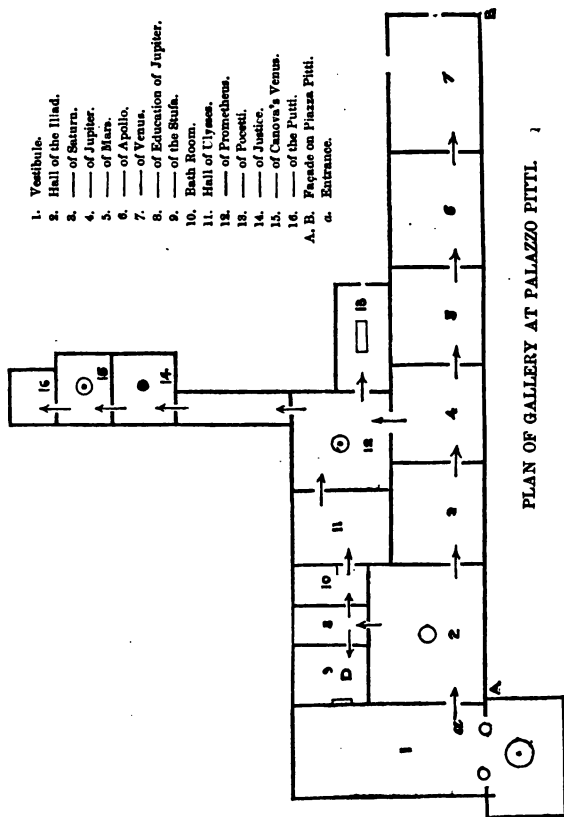 1. Vestibule.
2. Hall of the Iliad.
3. —— of Saturn.
4. —— of Jupiter.
5. —— of Mars.
6. —— of Apollo.
7. —— of Venus.
8. —— of Education of Jupiter.
9. —— of the Stufa.
10. Bath Room.
11. Hall of Ulysses.
12. —— of Prometheus.
13. —— of Pocetti.
14. —— of Justice.
15. —— of Canova's Venus.
16. —— of the Putti.
A. B. Façade on Piazza Pitti.
a. Entrance.
16
15
14
13
12
11
10
8
9
D
1
a
A
2
3
4
5
6
7
B
PLAN OF GALLERY AT PALAZZO PITTI.